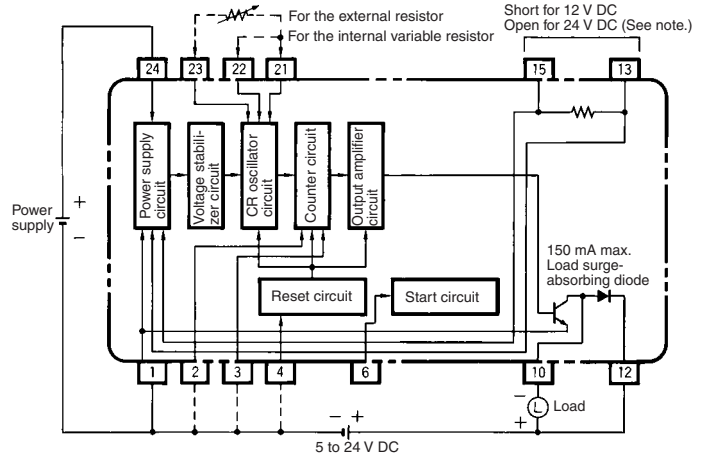 For the external resistor
For the internal variable resistor
Short for 12 V DC
Open for 24 V DC (See note.)
24
23
22
21
15
13
Power supply
circuit
Voltage stabili-
zer circuit
CR oscillator
circuit
Counter circuit
Output amplifier
circuit
+
Power
supply
−
150 mA max.
Load surge-
absorbing diode
Reset circuit
Start circuit
1
2
3
4
6
10
12
−
L
Load
+
− +
5 to 24 V DC